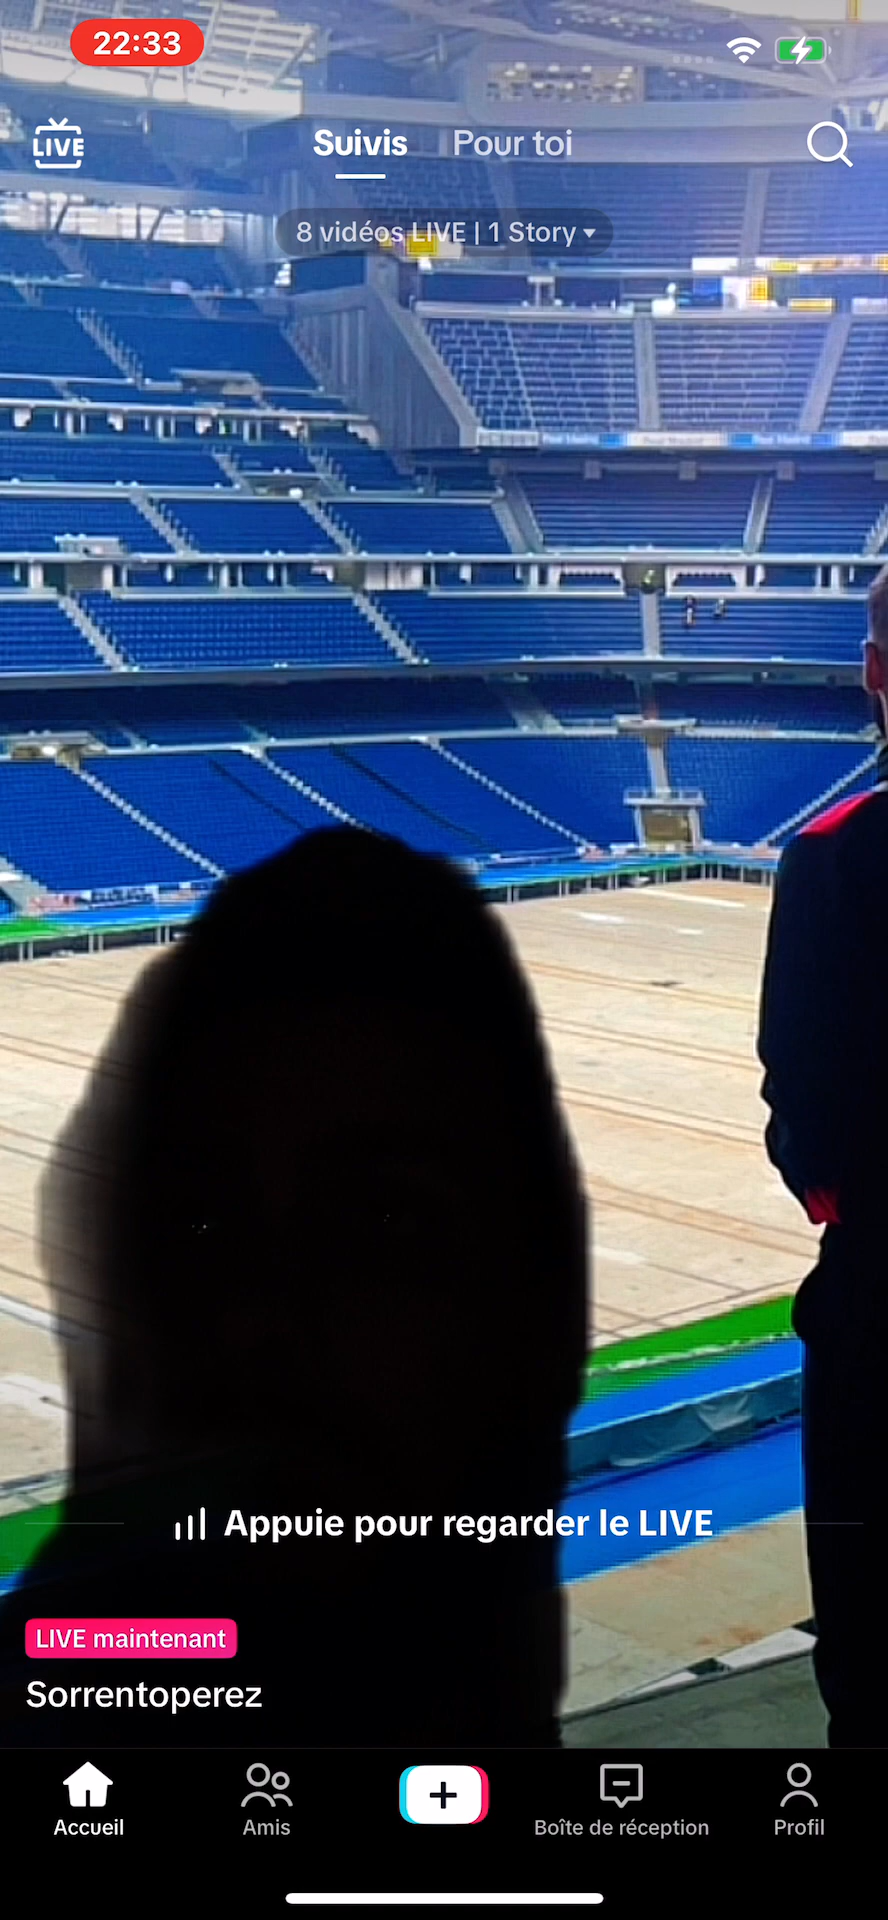 22:33
LIVE
Suivis Pour toi
8 vidéos LIVE | 1 Story
Appuie pour regarder le LIVE
LIVE maintenant
Sorrentoperez
Accueil
Amis
Boîte de réception
Profil